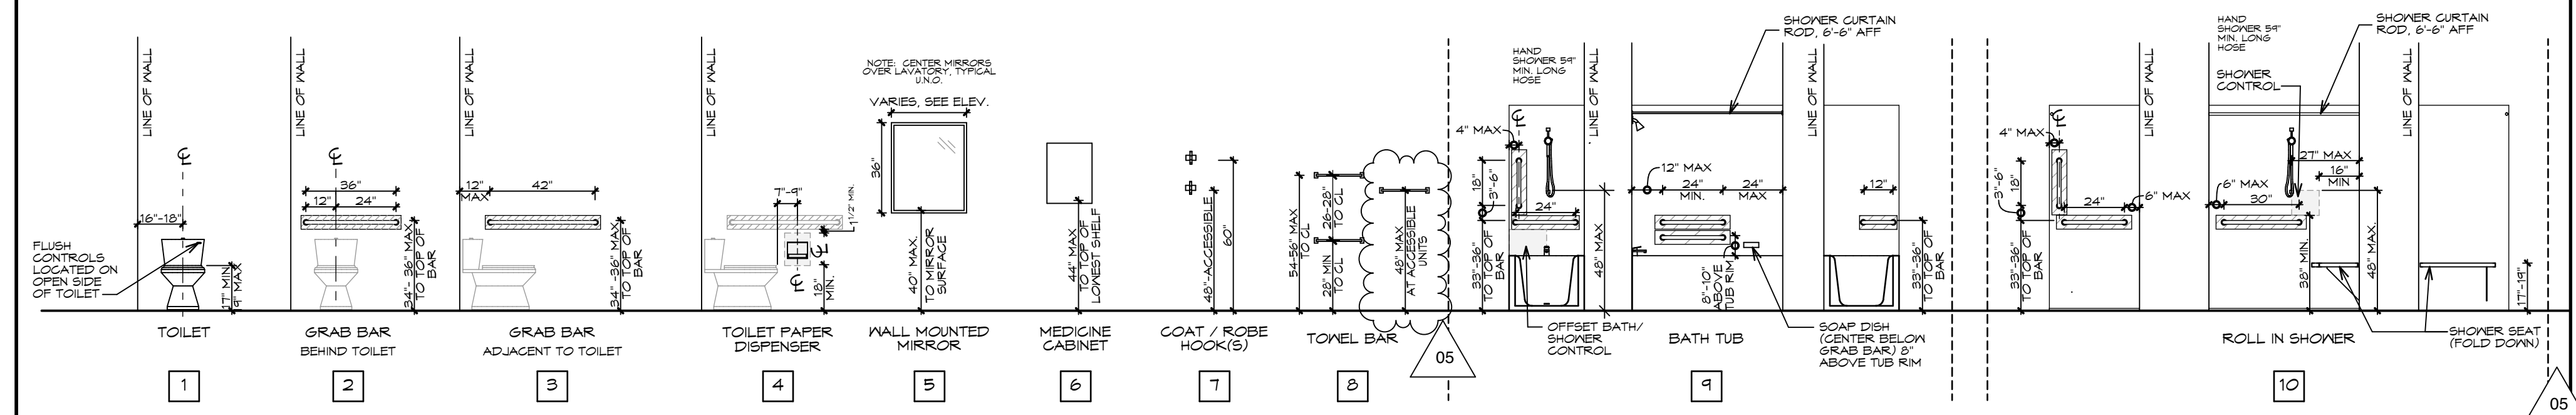 LINE OF WALL
℄
16"-18"
FLUSH
CONTROLS
LOCATED ON
OPEN SIDE
OF TOILET
17" MIN
19" MAX
TOILET
1
LINE OF WALL
℄
36"
12"
24"
34"- 36" MAX
TO TOP OF
BAR
GRAB BAR
BEHIND TOILET
2
LINE OF WALL
12"
MAX
42"
34"-36" MAX
TO TOP OF
BAR
GRAB BAR
ADJACENT TO TOILET
3
LINE OF WALL
7"-9"
1 1/2" MIN.
℄
℄
18"
MIN.
TOILET PAPER
DISPENSER
4
NOTE: CENTER MIRRORS
OVER LAVATORY, TYPICAL
U.N.O.
VARIES, SEE ELEV.
36"
40" MAX.
TO MIRROR
SURFACE
WALL MOUNTED
MIRROR
5
44" MAX
TO TOP OF
LOWEST SHELF
MEDICINE
CABINET
6
48"-ACCESSIBLE
60"
COAT / ROBE
HOOK(S)
7
54-56" MAX
TO CL
26-28"
TO CL
28" MIN
TO CL
48" MAX
AT ACCESSIBLE
UNITS
TOWEL BAR
8
05
HAND
SHOWER 59"
MIN. LONG
HOSE
LINE OF WALL
SHOWER CURTAIN
ROD, 6'-6" AFF
4" MAX
℄
18"
3"-6"
24"
33"-36"
TO TOP OF
BAR
48" MAX
12" MAX
24"
MIN.
24"
MAX
8"-10"
ABOVE
TUB RIM
LINE OF WALL
12"
33"-36"
TO TOP OF
BAR
OFFSET BATH/
SHOWER
CONTROL
BATH TUB
SOAP DISH
(CENTER BELOW
GRAB BAR) 8"
ABOVE TUB RIM
9
HAND
SHOWER 59"
MIN. LONG
HOSE
SHOWER CURTAIN
ROD, 6'-6" AFF
SHOWER
CONTROL
LINE OF WALL
4" MAX
℄
18"
3"-6"
24"
6" MAX
33"-36"
TO TOP OF
BAR
6" MAX
30"
27" MAX
16"
MIN
38" MIN.
48" MAX.
LINE OF WALL
17"-19"
ROLL IN SHOWER
SHOWER SEAT
(FOLD DOWN)
10
05